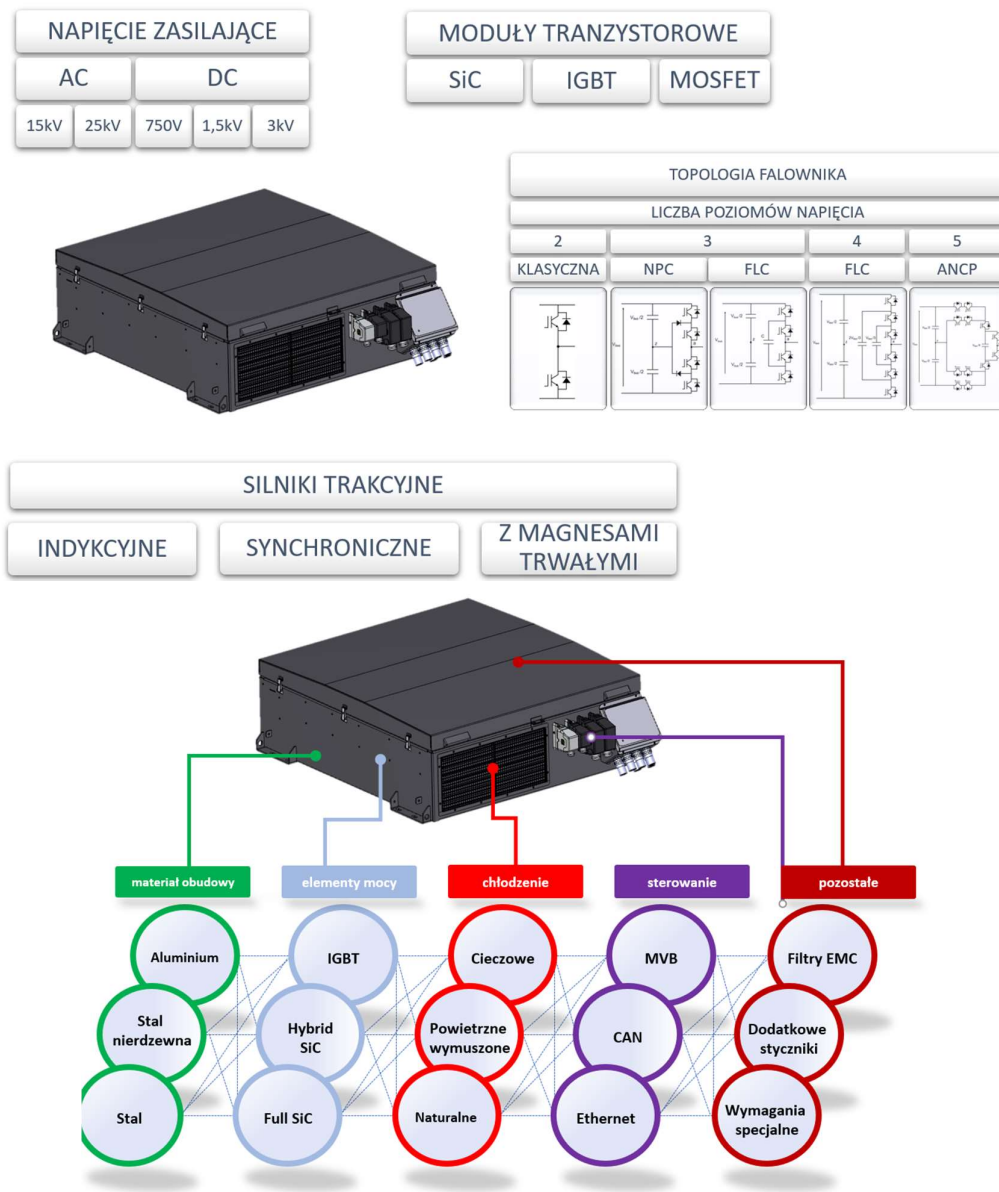 NAPIĘCIE ZASILAJĄCE
AC DC
15kV 25kV 750V 1,5kV 3kV
MODUŁY TRANZYSTOROWE
SiC IGBT MOSFET
TOPOLOGIA FALOWNIKA
LICZBA POZIOMÓW NAPIĘCIA
2 3 4 5
KLASYCZNA NPC FLC FLC ANCP
SILNIKI TRAKCYJNE
INDYKCYJNE SYNCHRONICZNE Z MAGNESAMI
TRWAŁYMI
materiał obudowy elementy mocy chłodzenie sterowanie pozostałe
Aluminium IGBT Cieczowe MVB Filtry EMC
Stal
nierdzewna
Hybrid
SiC
Powietrzne
wymuszone
CAN
Dodatkowe
styczniki
Stal
Full SiC
Naturalne
Ethernet
Wymagania
specjalne